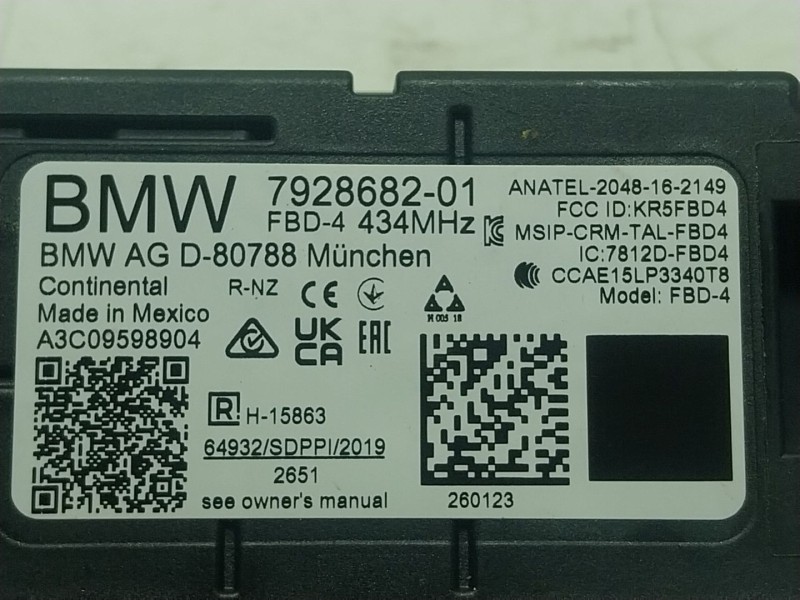 BMW 7928682-01
FBD-4 434MHz
BMW AG D-80788 München
Continental
Made in Mexico
A3C09598904
R-NZ
CE
UK
CA
EAC
R H-15863
64932/SDPPI/2019
2651
see owner's manual
ANATEL-2048-16-2149
FCC ID:KR5FBD4
MSIP-CRM-TAL-FBD4
IC:7812D-FBD4
CCAE15LP3340T8
Model: FBD-4
260123